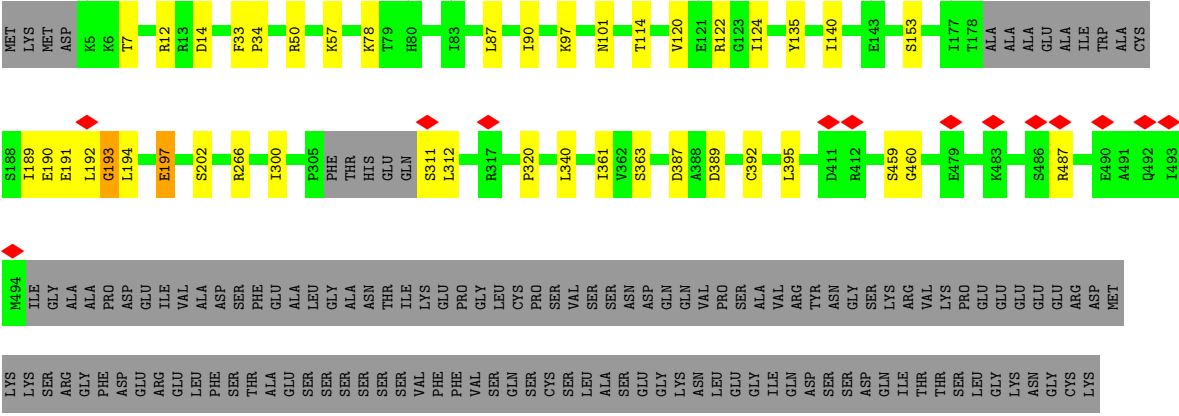 MET LYS MET ASP K5 K6 T7 R12 R13 D14 F33 P34 R50 K57 K78 T79 H80 I83 L87 I90 K97 N101 T114 V120 E121 R122 G123 I124 Y135 I140 E143 S153 I177 T178 ALA ALA ALA GLU ALA ILE TRP ALA CYS
S188 I189 E190 E191 L192 G193 L194 E197 S202 R266 I300 P305 PHE THR HIS GLU GLN S311 L312 R317 P320 L340 I361 V362 S363 D387 A388 D389 C392 L395 D411 R412 S459 G460 E479 K483 S486 R487 E490 A491 Q492 I493
M494 ILE GLY ALA ALA PRO ASP GLU ILE VAL ALA ASP SER PHE GLU ALA LEU GLY ALA ASN THR ILE LYS GLU PRO GLY LEU CYS PRO SER VAL SER SER ASN ASP GLN GLN VAL PRO SER ALA VAL ARG TYR ASN GLY SER LYS ARG VAL LYS PRO GLU GLU GLU GLU GLU ARG ASP MET
LYS LYS SER ARG GLY PHE ASP GLU ARG GLU LEU PHE SER THR ALA GLU SER SER SER SER SER SER VAL PHE PHE VAL SER GLN SER CYS SER LEU ALA SER GLU GLY LYS ASN LEU GLU GLY ILE GLN ASP SER SER ASP GLN ILE THR THR SER LEU GLY LYS ASN GLY CYS LYS